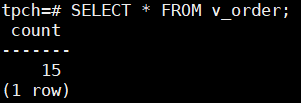 tpch=# SELECT * FROM v_order;
count
-------
15
(1 row)